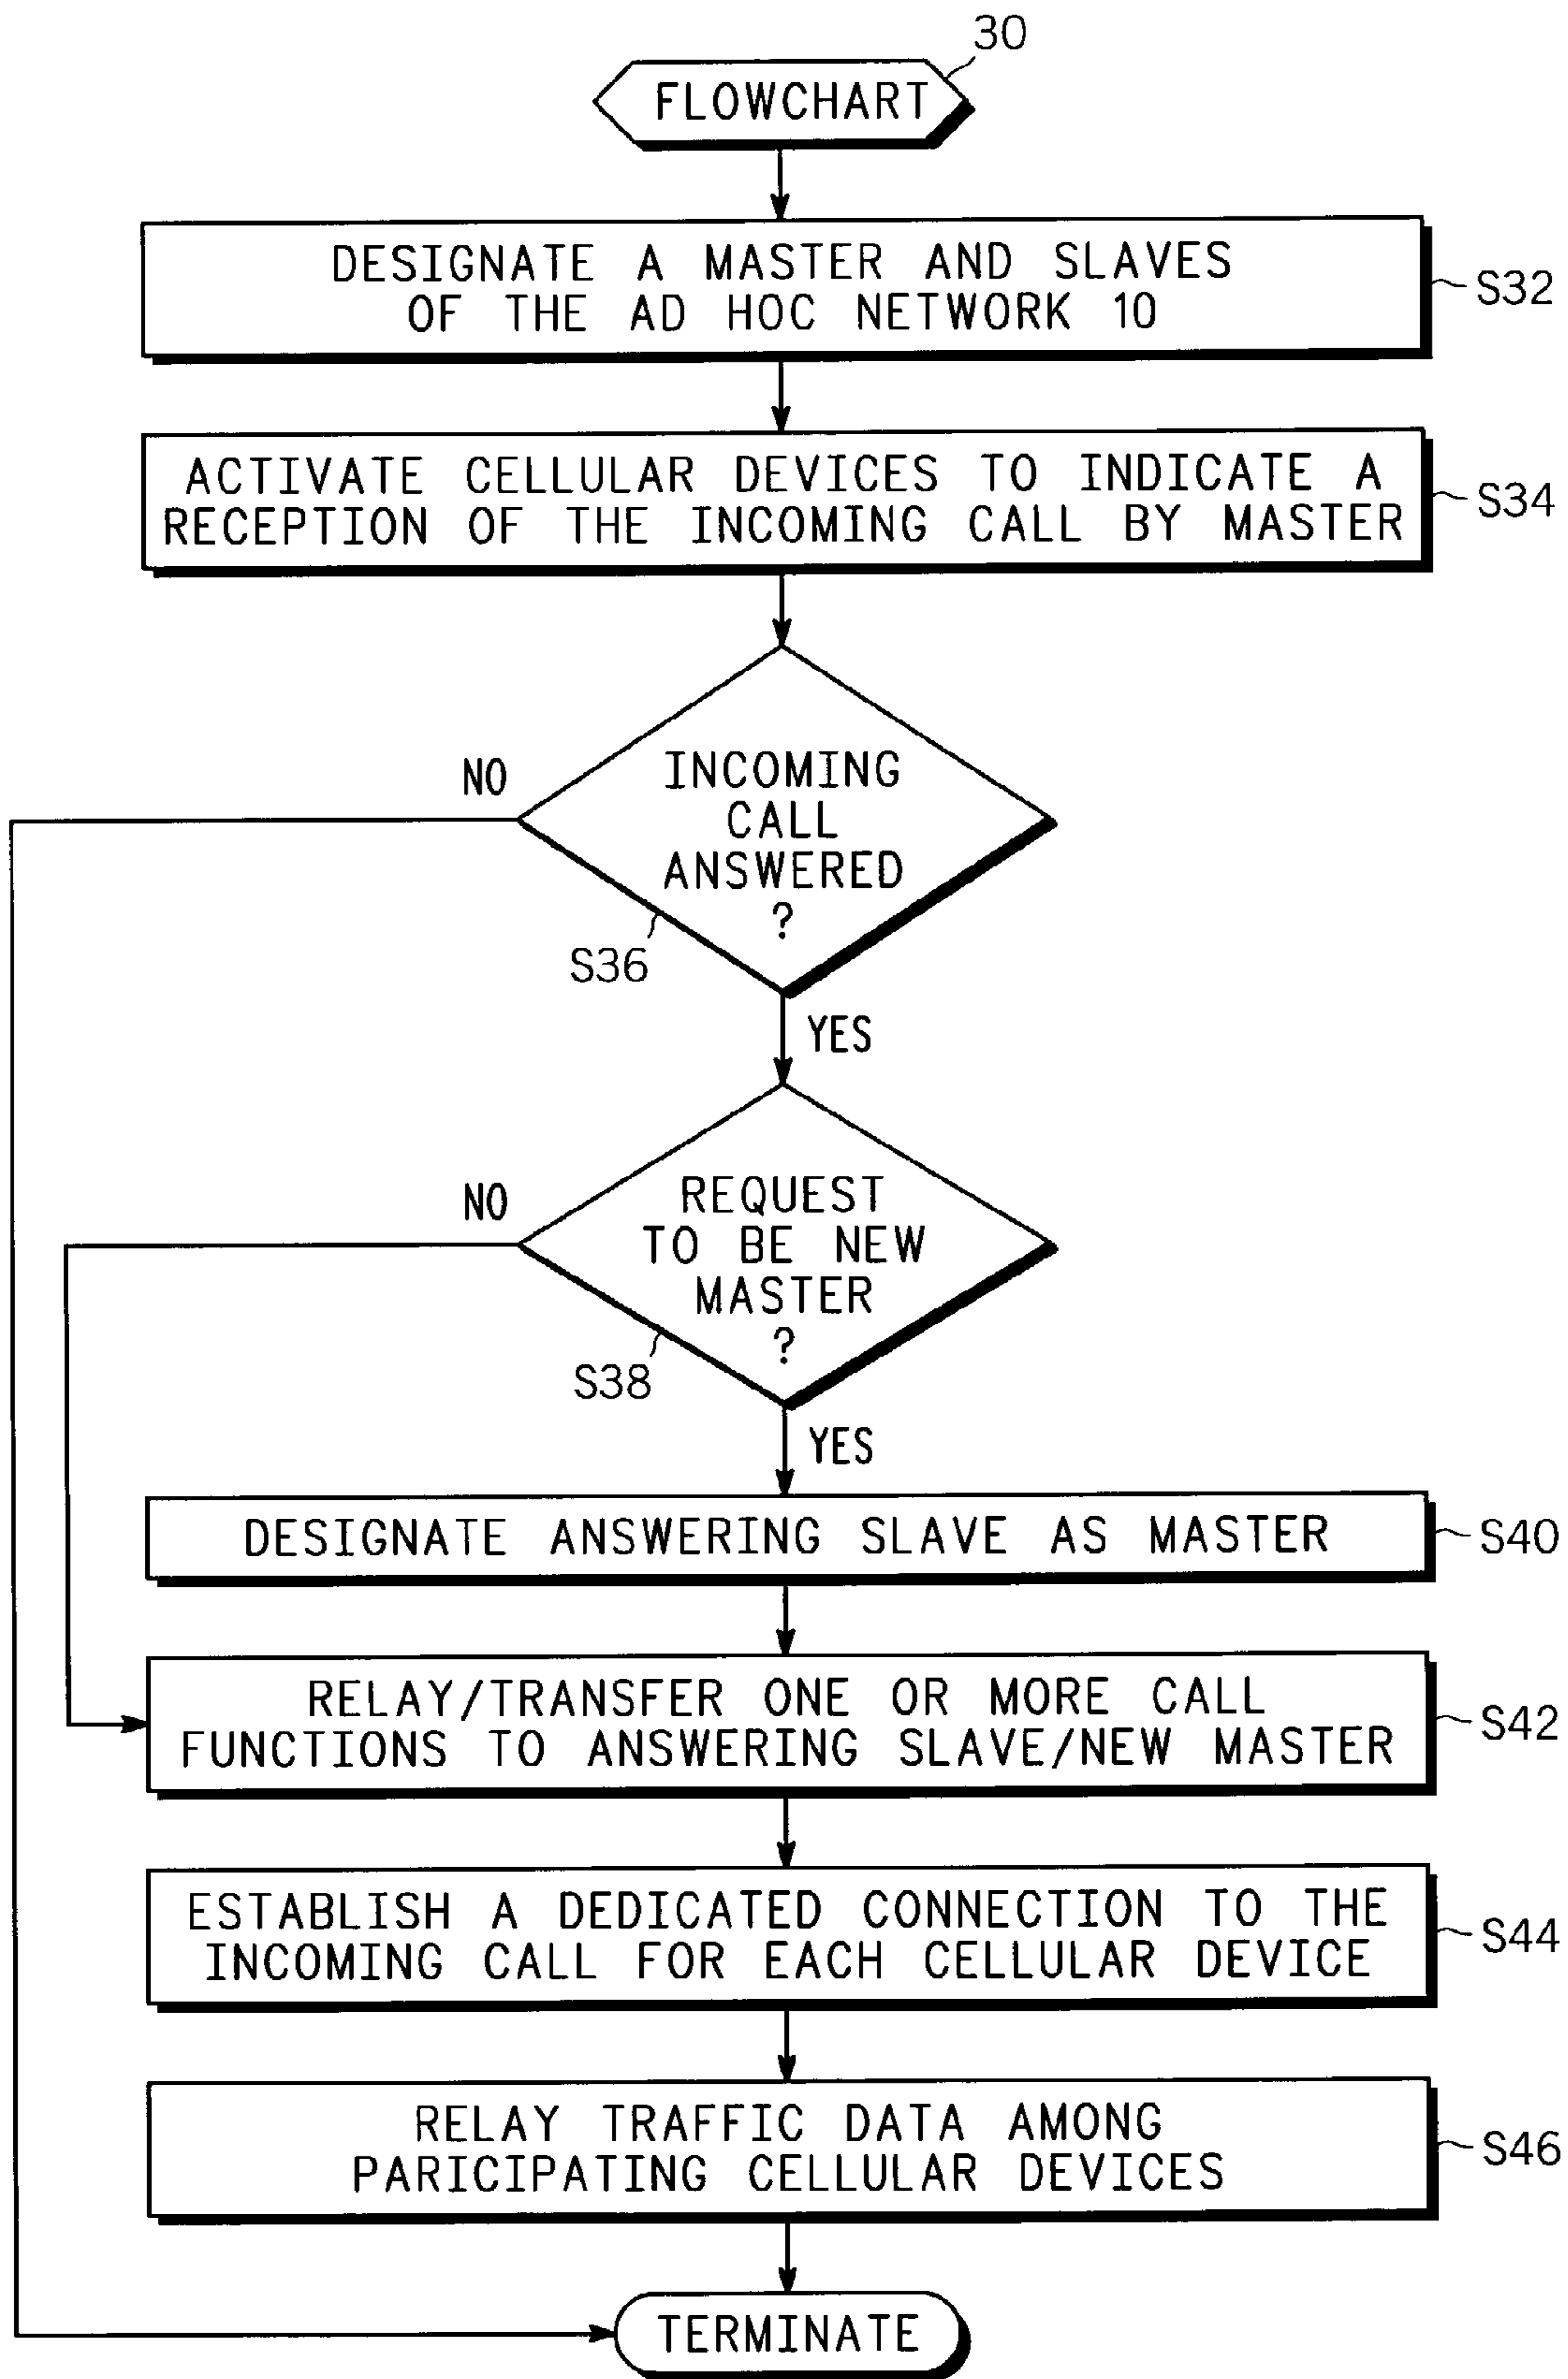 30
FLOWCHART
DESIGNATE A MASTER AND SLAVES
OF THE AD HOC NETWORK 10
S32
ACTIVATE CELLULAR DEVICES TO INDICATE A
RECEPTION OF THE INCOMING CALL BY MASTER
S34
NO
INCOMING
CALL
ANSWERED
?
S36
YES
NO
REQUEST
TO BE NEW
MASTER
?
S38
YES
DESIGNATE ANSWERING SLAVE AS MASTER
S40
RELAY/TRANSFER ONE OR MORE CALL
FUNCTIONS TO ANSWERING SLAVE/NEW MASTER
S42
ESTABLISH A DEDICATED CONNECTION TO THE
INCOMING CALL FOR EACH CELLULAR DEVICE
S44
RELAY TRAFFIC DATA AMONG
PARICIPATING CELLULAR DEVICES
S46
TERMINATE